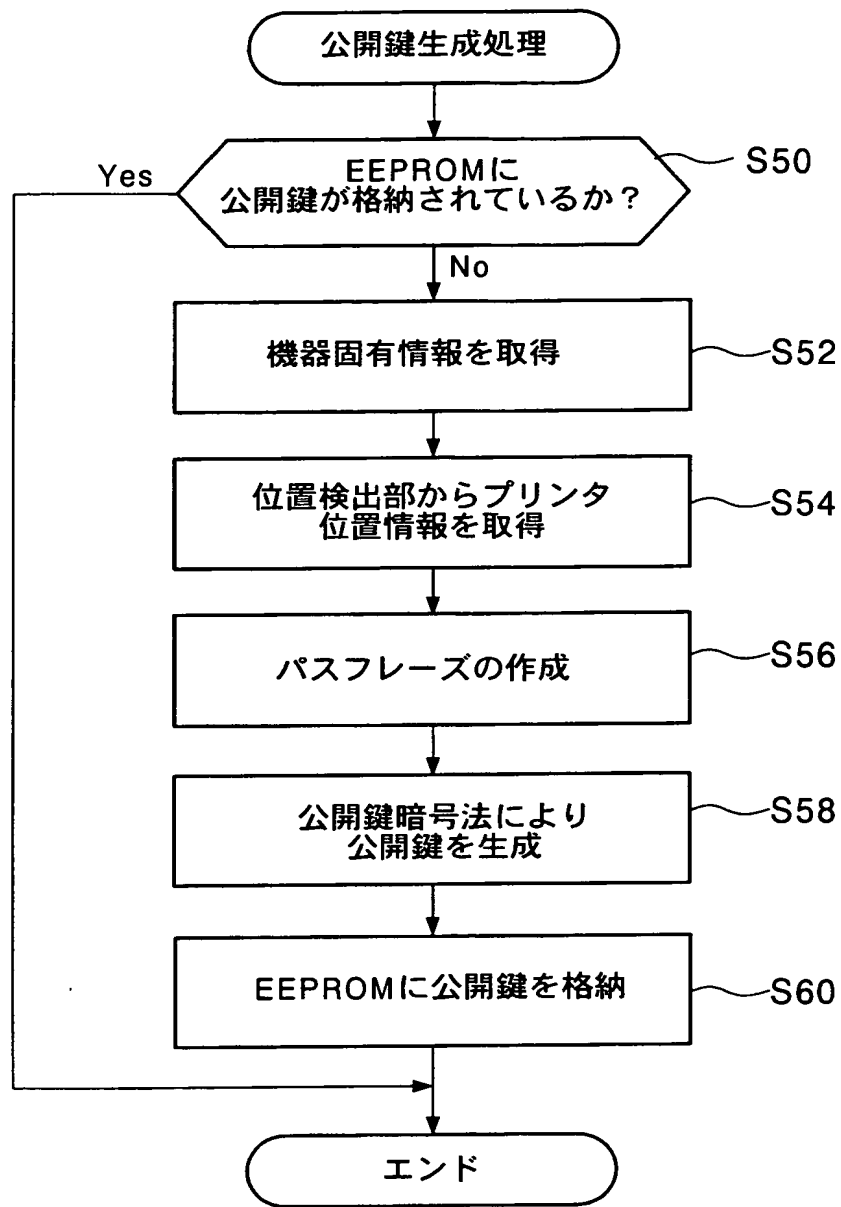 公開鍵生成処理
EEPROMに
公開鍵が格納されているか？
S50
Yes
No
機器固有情報を取得
S52
位置検出部からプリンタ
位置情報を取得
S54
パスフレーズの作成
S56
公開鍵暗号法により
公開鍵を生成
S58
EEPROMに公開鍵を格納
S60
エンド